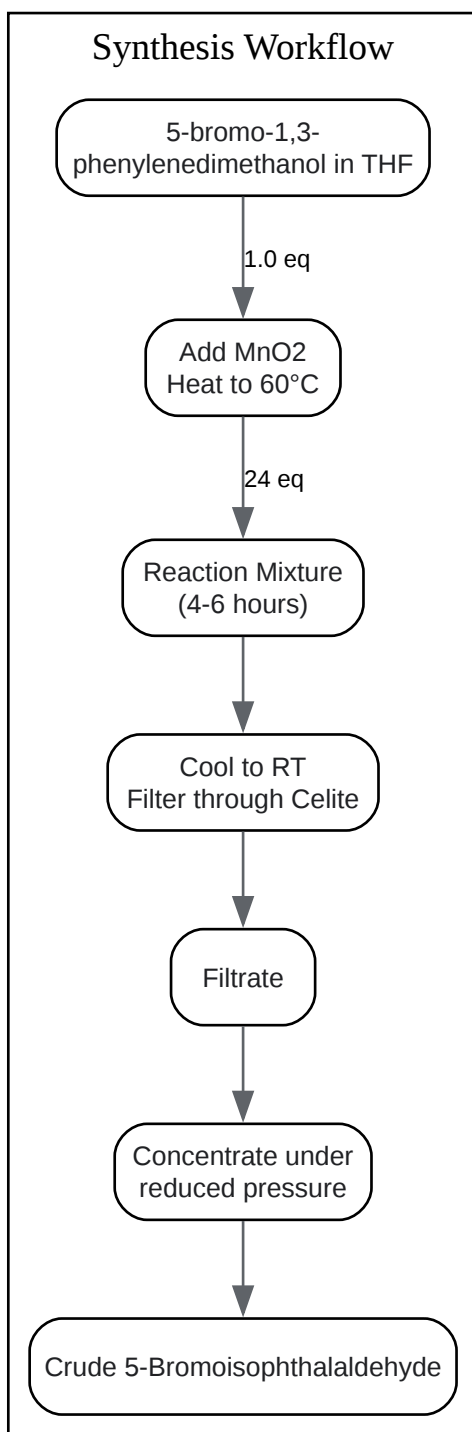 Synthesis Workflow
5-bromo-1,3-
phenylenedimethanol in THF
1.0 eq
Add MnO2
Heat to 60°C
24 eq
Reaction Mixture
(4-6 hours)
Cool to RT
Filter through Celite
Filtrate
Concentrate under
reduced pressure
Crude 5-Bromoisophthalaldehyde